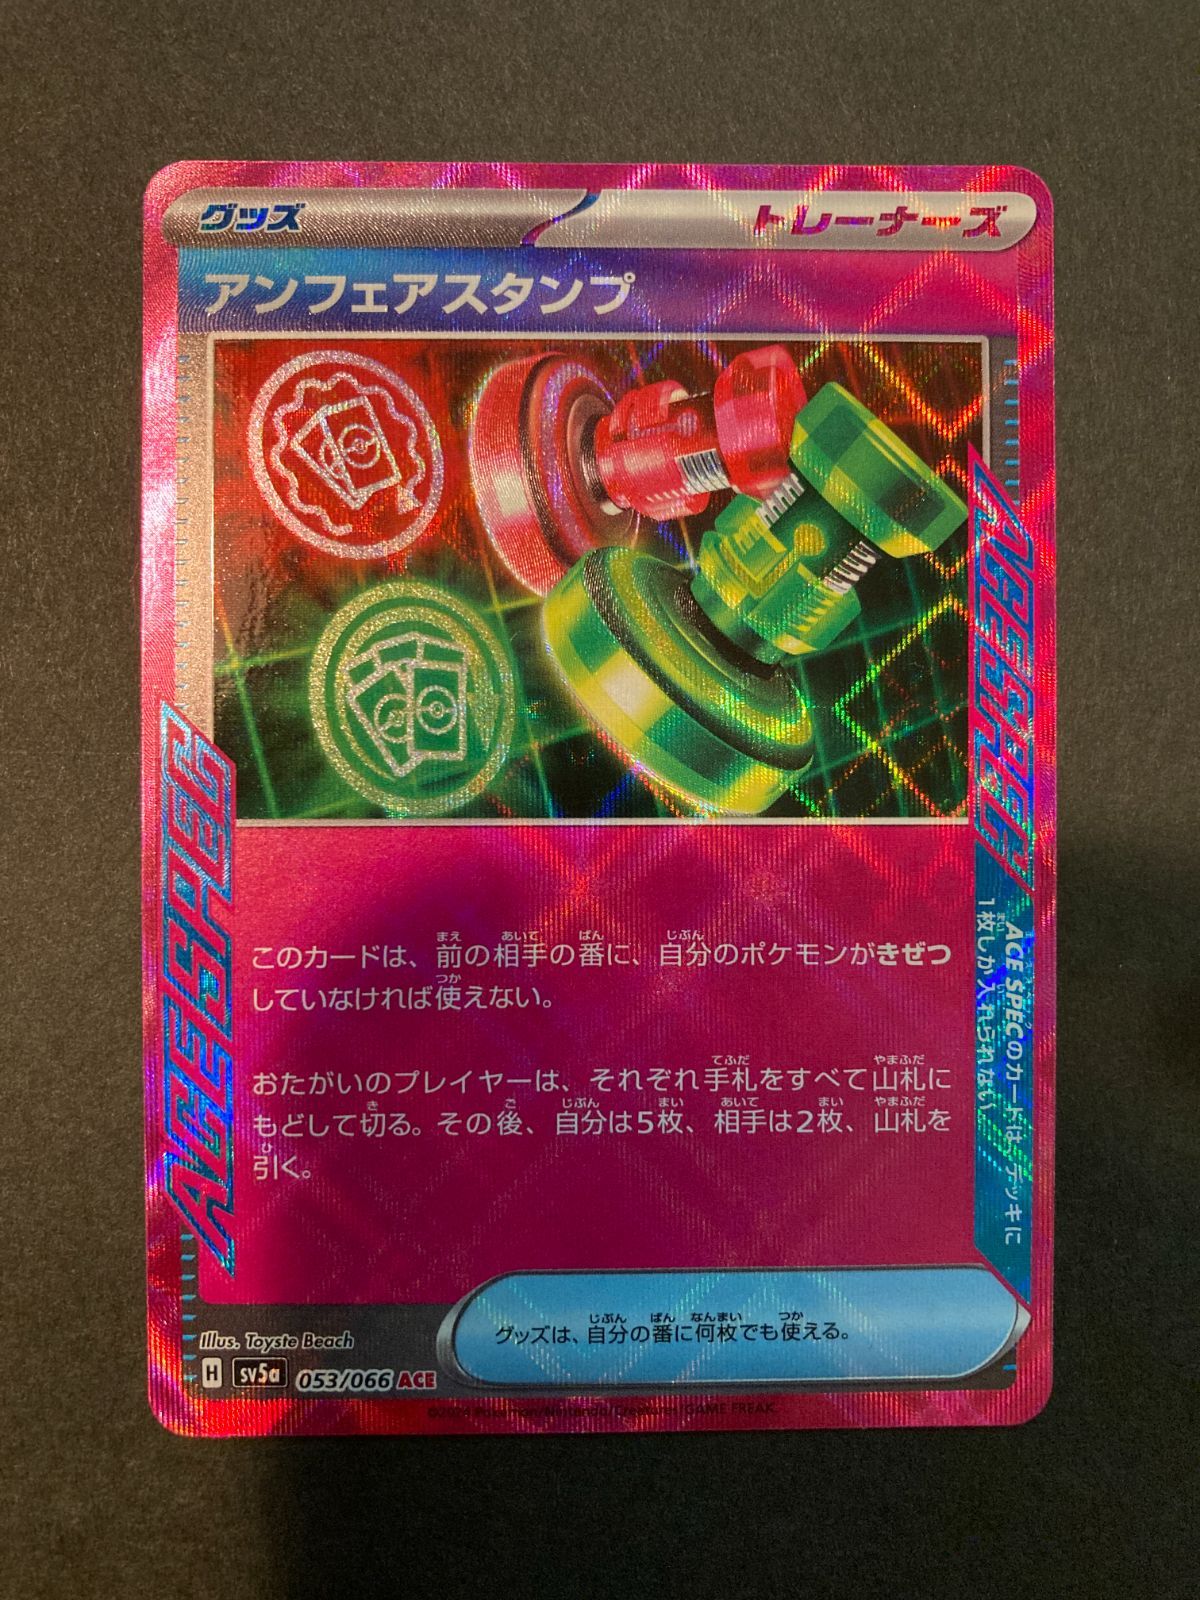 グッズ
トレーナーズ
アンフェアスタンプ
ACE SPEC
ACE SPEC
このカードは、前の相手の番に、自分のポケモンがきぜつ
していなければ使えない。
おたがいのプレイヤーは、それぞれ手札をすべて山札に
もどして切る。その後、自分は5枚、相手は2枚、山札を
引く。
ACE SPECのカードは、デッキに
1枚しか入れられない。
グッズは、自分の番に何枚でも使える。
Illus. Toyste Beach
H sv5a 053/066 ACE
©2024 Pokémon/Nintendo/Creatures/GAME FREAK.